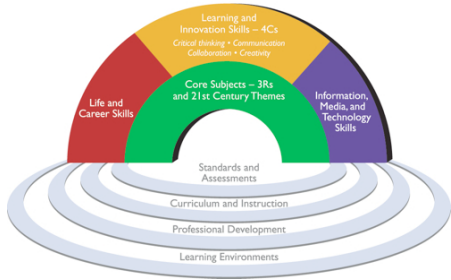 Learning and
Innovation Skills – 4Cs
Critical thinking • Communication
Collaboration • Creativity
Core Subjects – 3Rs
and 21st Century Themes
Life and
Career Skills
Information,
Media, and
Technology
Skills
Standards and
Assessments
Curriculum and Instruction
Professional Development
Learning Environments